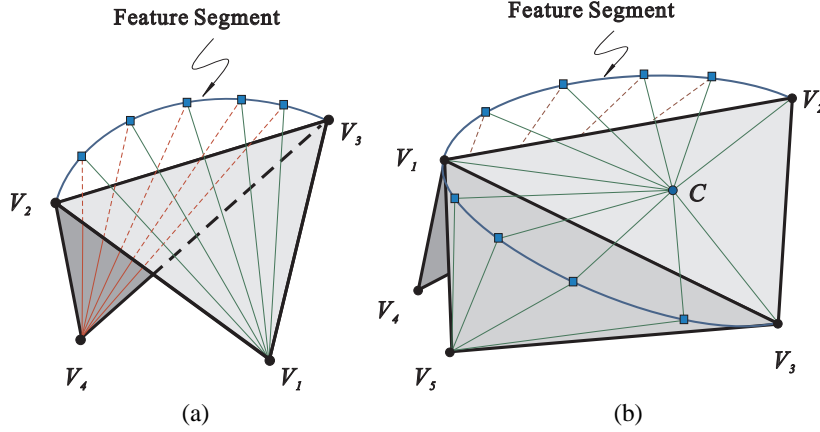 Feature Segment
Feature Segment
V3
V2
V4
V1
(a)
V2
V1
C
V4
V5
V3
(b)